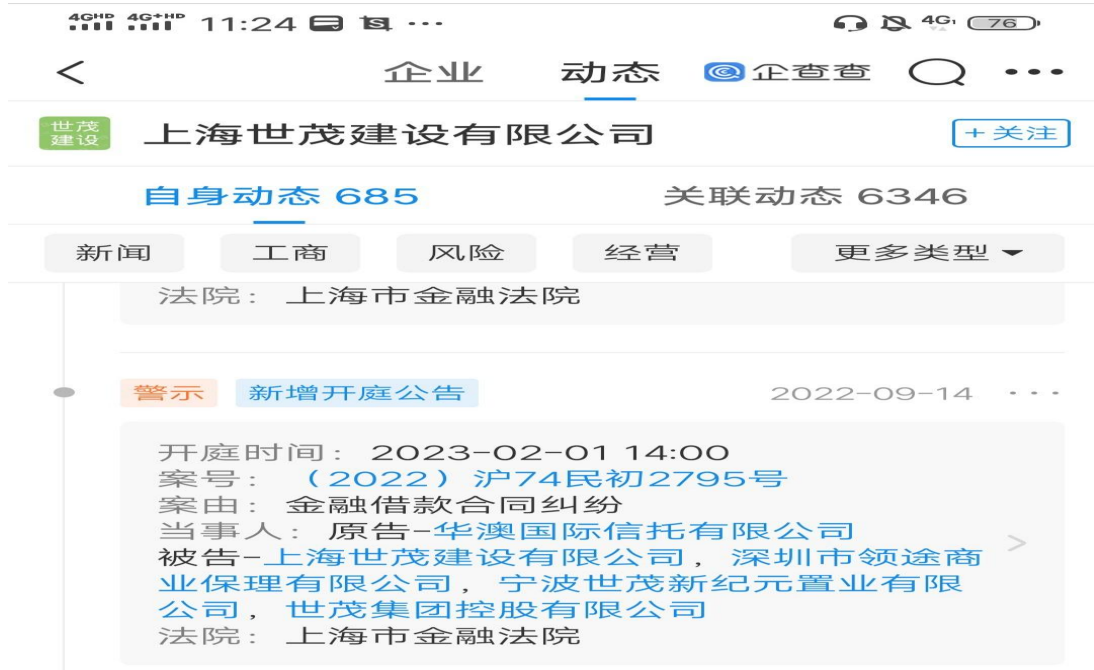 4GHD 4G+HD 11:24 ··· 4G 76
企业 动态 企查查 •••
世茂
建设 上海世茂建设有限公司 +关注
自身动态 685 关联动态 6346
新闻 工商 风险 经营 更多类型
法院: 上海市金融法院
警示 新增开庭公告 2022-09-14 ···
开庭时间: 2023-02-01 14:00
案号: (2022)沪74民初2795号
案由: 金融借款合同纠纷
当事人: 原告-华澳国际信托有限公司
被告-上海世茂建设有限公司, 深圳市领途商
业保理有限公司, 宁波世茂新纪元置业有限
公司, 世茂集团控股有限公司
法院: 上海市金融法院